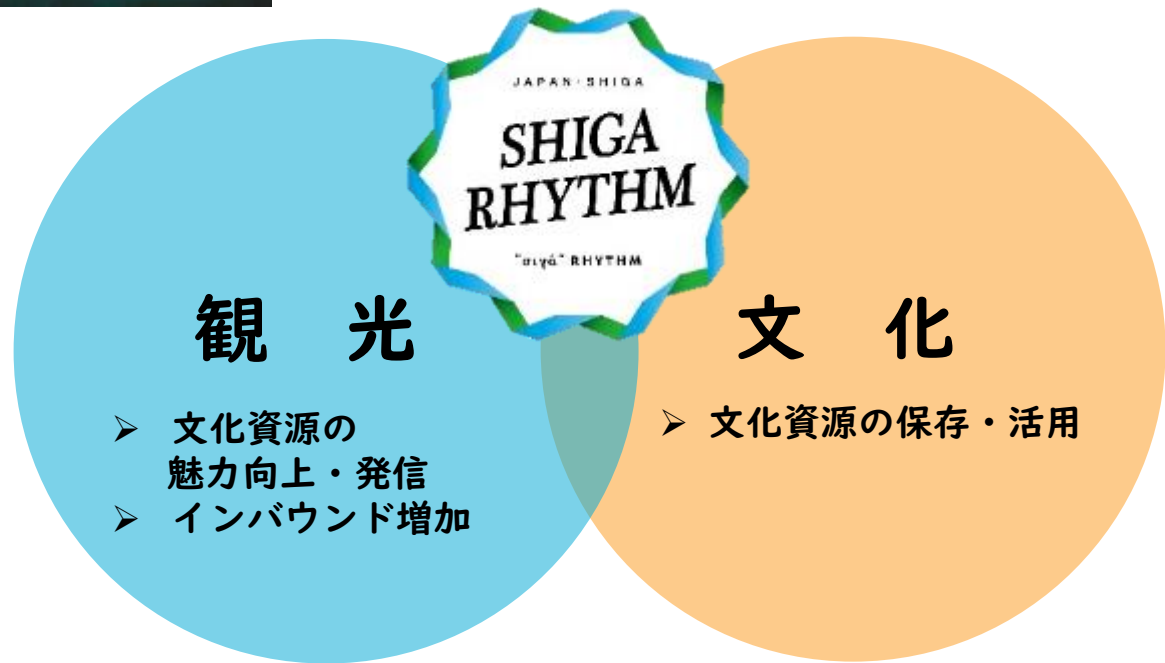 JAPAN・SHIGA
SHIGA
RHYTHM
"σιγά" RHYTHM
観　光
➢ 文化資源の
魅力向上・発信
➢ インバウンド増加
文　化
➢ 文化資源の保存・活用